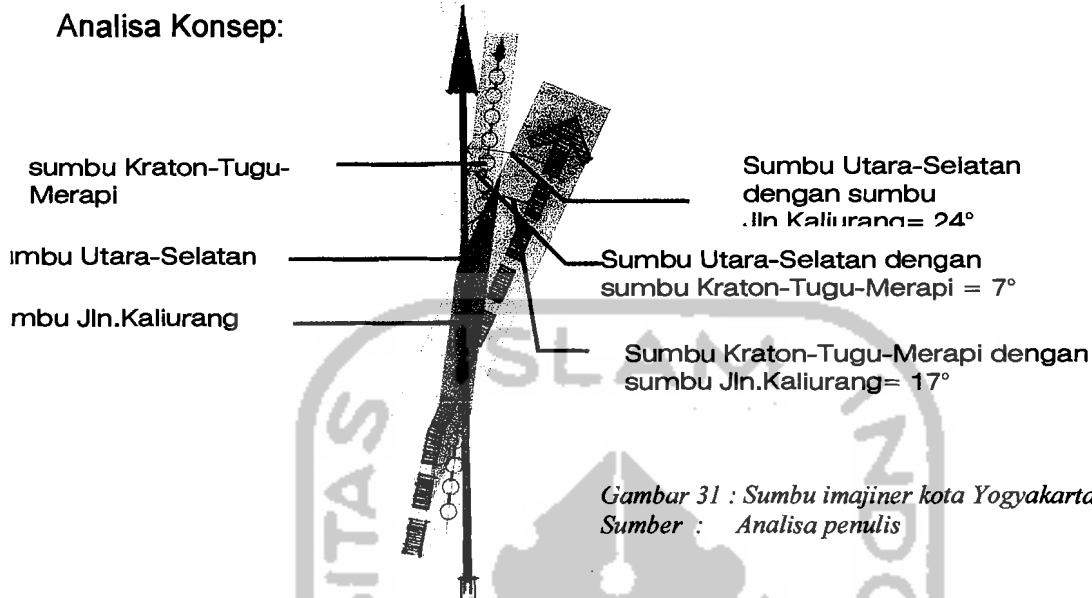 Analisa Konsep:
sumbu Kraton-Tugu-
Merapi
imbu Utara-Selatan
mbu Jln.Kaliurang
Sumbu Utara-Selatan
dengan sumbu
Jln Kaliurang= 24°
Sumbu Utara-Selatan dengan
sumbu Kraton-Tugu-Merapi = 7°
Sumbu Kraton-Tugu-Merapi dengan
sumbu Jln.Kaliurang= 17°
Gambar 31 : Sumbu imajiner kota Yogyakarta
Sumber : Analisa penulis
ISLAM